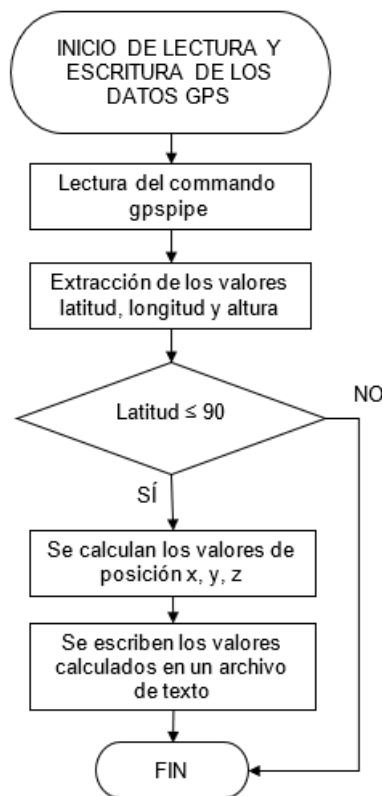 INICIO DE LECTURA Y
ESCRITURA DE LOS
DATOS GPS
Lectura del commando
gpspipe
Extracción de los valores
latitud, longitud y altura
Latitud ≤ 90
NO
SÍ
Se calculan los valores de
posición x, y, z
Se escriben los valores
calculados en un archivo
de texto
FIN